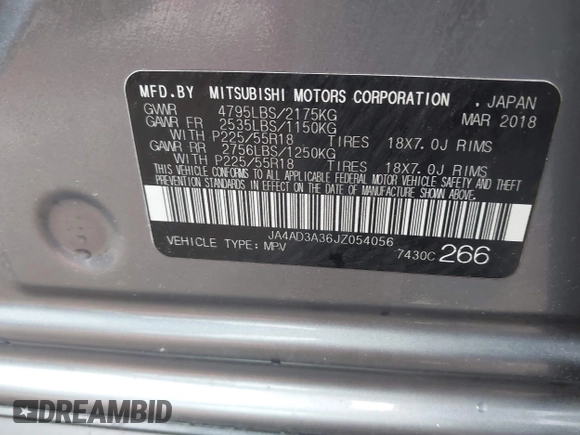 MFD.BY MITSUBISHI MOTORS CORPORATION .JAPAN
GVWR 4795LBS/2175KG MAR 2018
GAWR FR 2535LBS/1150KG
WITH P225/55R18 TIRES 18X7.0J RIMS
GAWR RR 2756LBS/1250KG
WITH P225/55R18 TIRES 18X7.0J RIMS
THIS VEHICLE CONFORMS TO ALL APPLICABLE FEDERAL MOTOR VEHICLE SAFETY AND THEFT
PREVENTION STANDARDS IN EFFECT ON THE DATE OF MANUFACTURE SHOWN ABOVE.
JA4AD3A36JZ054056
VEHICLE TYPE: MPV 7430C 266
DREAMBID